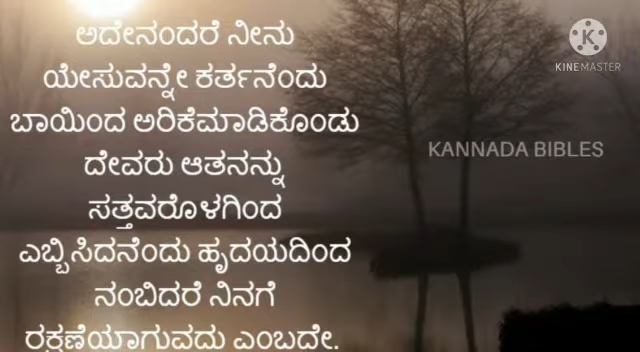 ಅದೇನಂದರೆ ನೀನು
ಯೇಸುವನ್ನೇ ಕರ್ತನೆಂದು
ಬಾಯಿಂದ ಅರಿಕೆಮಾಡಿಕೊಂಡು
ದೇವರು ಆತನನ್ನು
ಸತ್ತವರೊಳಗಿಂದ
ಎಬ್ಬಿಸಿದನೆಂದು ಹೃದಯದಿಂದ
ನಂಬಿದರೆ ನಿನಗೆ
ರಕ್ಷಣೆಯಾಗುವದು ಎಂಬದೇ.
KANNADA BIBLES
K
KINEMASTER